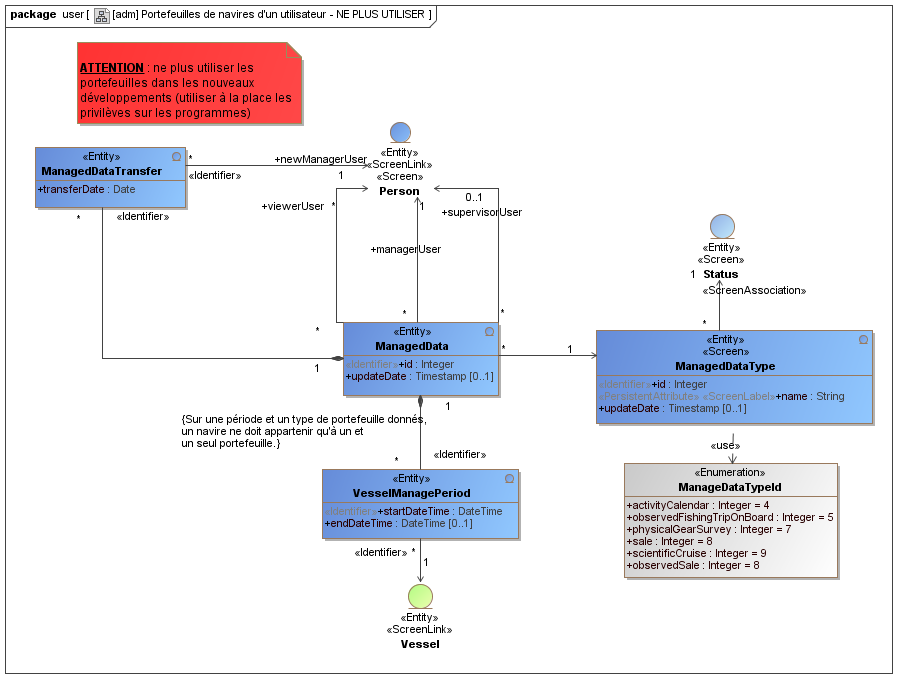 package user [ [adm] Portefeuilles de navires d'un utilisateur - NE PLUS UTILISER ]
ATTENTION : ne plus utiliser les
portefeuilles dans les nouveaux
développements (utiliser à la place les
privilèves sur les programmes)
«Entity»
«ScreenLink»
«Screen»
Person
«Entity»
ManagedDataTransfer
+transferDate : Date
*
+newManagerUser
1
«Identifier»
*
«Identifier»
+viewerUser
*
1
0..1
+supervisorUser
+managerUser
«Entity»
«Screen»
Status
1
«ScreenAssociation»
*
*
*
*
«Entity»
ManagedData
«Identifier»+id : Integer
+updateDate : Timestamp [0..1]
1
*
1
«Entity»
«Screen»
ManagedDataType
«Identifier»+id : Integer
«PersistentAttribute» «ScreenLabel»+name : String
+updateDate : Timestamp [0..1]
1
{Sur une période et un type de portefeuille donnés,
un navire ne doit appartenir qu'à un et
un seul portefeuille.}
*
«Identifier»
«use»
«Entity»
VesselManagePeriod
«Identifier»+startDateTime : DateTime
+endDateTime : DateTime [0..1]
«Enumeration»
ManageDataTypeId
+activityCalendar : Integer = 4
+observedFishingTripOnBoard : Integer = 5
+physicalGearSurvey : Integer = 7
+sale : Integer = 8
+scientificCruise : Integer = 9
+observedSale : Integer = 8
«Identifier»
*
1
«Entity»
«ScreenLink»
Vessel